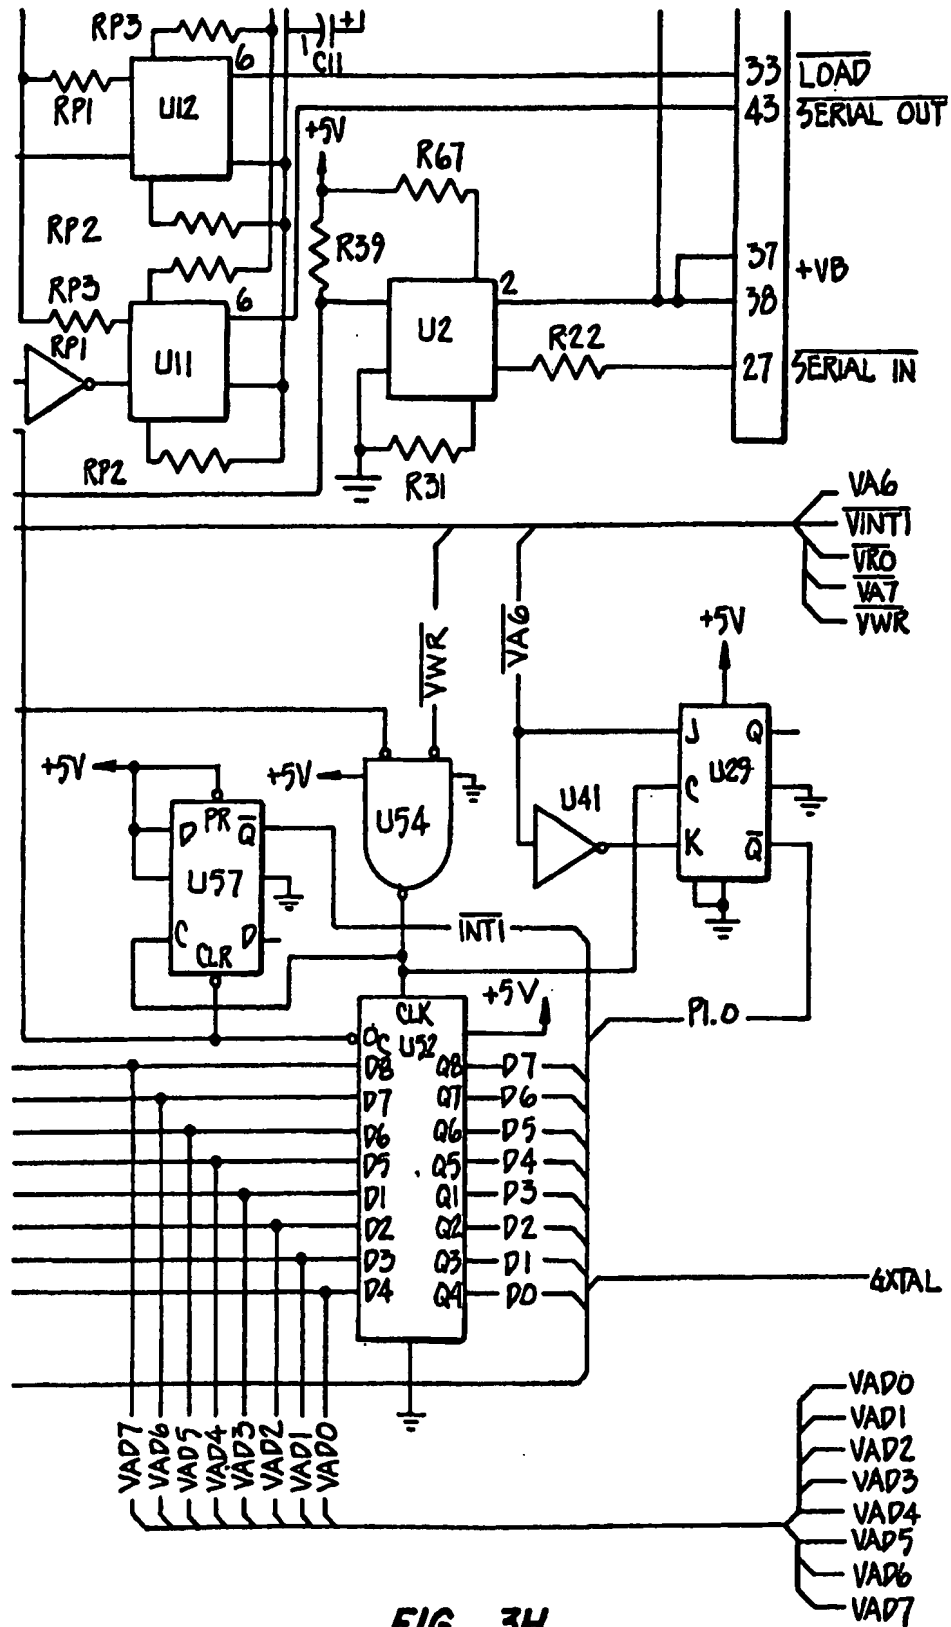 RP3
+
1
C11
6
33 LOAD
RP1
U12
43 SERIAL OUT
+5V
R67
RP2
R39
37
+VB
RP3
6
2
38
U2
R22
RP1
U11
27 SERIAL IN
RP2
R31
VA6
VINT1
VRO
VA7
VWR
+5V
VWR
VA6
J Q
+5V
+5V
U29
PR Q
U54
U41
C
D
K Q
U57
C D
CLR
INT1
+5V
CLK
P1.0
OC
U52
D8 Q8 D7
D7 Q7 D6
D6 Q6 D5
D5 Q5 D4
D1 Q1 D3
D2 Q2 D2
D3 Q3 D1
D4 Q4 D0
GXTAL
VAD7
VAD6
VAD5
VAD4
VAD3
VAD2
VAD1
VAD0
VAD0
VAD1
VAD2
VAD3
VAD4
VAD5
VAD6
VAD7
FIG. 3H